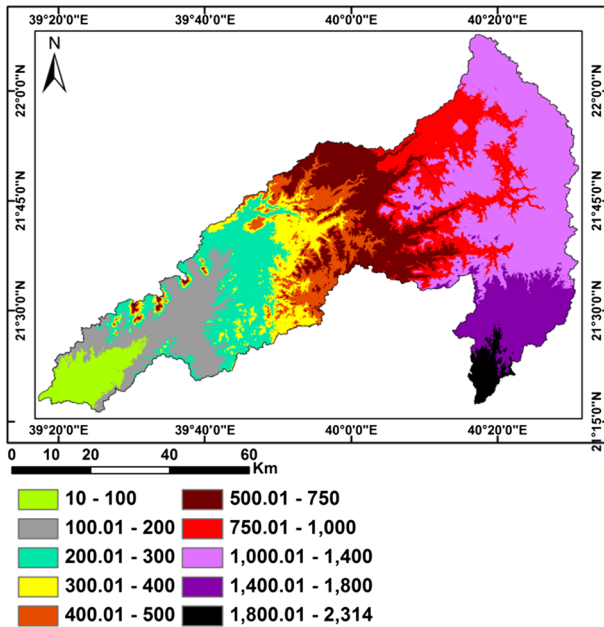 39°20'0"E 39°40'0"E 40°0'0"E 40°20'0"E
N
22°0'0"N
22°0'0"N
21°45'0"N
21°45'0"N
21°30'0"N
21°30'0"N
21°15'0"N
39°20'0"E 39°40'0"E 40°0'0"E 40°20'0"E
0 10 20 40 60
Km
10 - 100 500.01 - 750
100.01 - 200 750.01 - 1,000
200.01 - 300 1,000.01 - 1,400
300.01 - 400 1,400.01 - 1,800
400.01 - 500 1,800.01 - 2,314